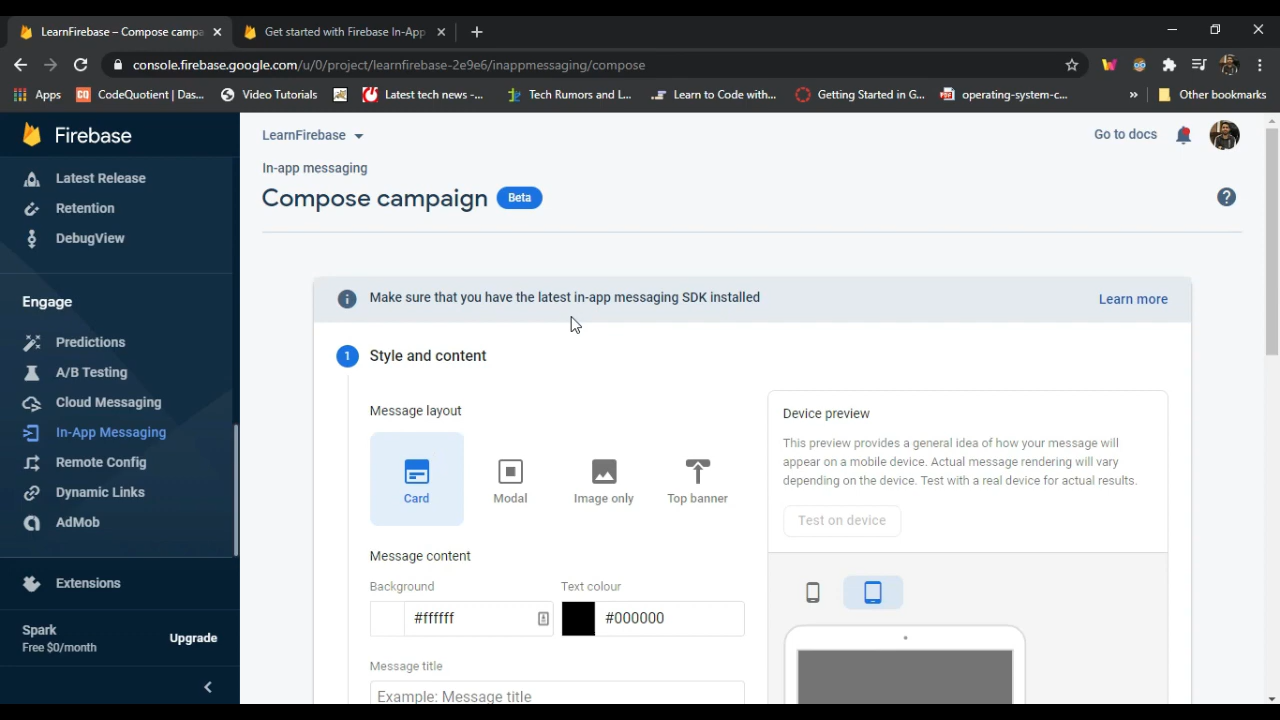 LearnFirebase – Compose campa
Get started with Firebase In-App
console.firebase.google.com/u/0/project/learnfirebase-2e9e6/inappmessaging/compose
Apps
CodeQuotient | Das...
Video Tutorials
Latest tech news -...
Tech Rumors and L...
Learn to Code with...
Getting Started in G...
operating-system-c...
»
Other bookmarks
Firebase
LearnFirebase
Go to docs
In-app messaging
Compose campaign
Beta
Latest Release
Retention
DebugView
Engage
Predictions
A/B Testing
Cloud Messaging
In-App Messaging
Remote Config
Dynamic Links
AdMob
Extensions
Spark
Free $0/month
Upgrade
Make sure that you have the latest in-app messaging SDK installed
Learn more
1
Style and content
Message layout
Card
Modal
Image only
Top banner
Message content
Background
Text colour
#ffffff
#000000
Message title
Example: Message title
Device preview
This preview provides a general idea of how your message will
appear on a mobile device. Actual message rendering will vary
depending on the device. Test with a real device for actual results.
Test on device